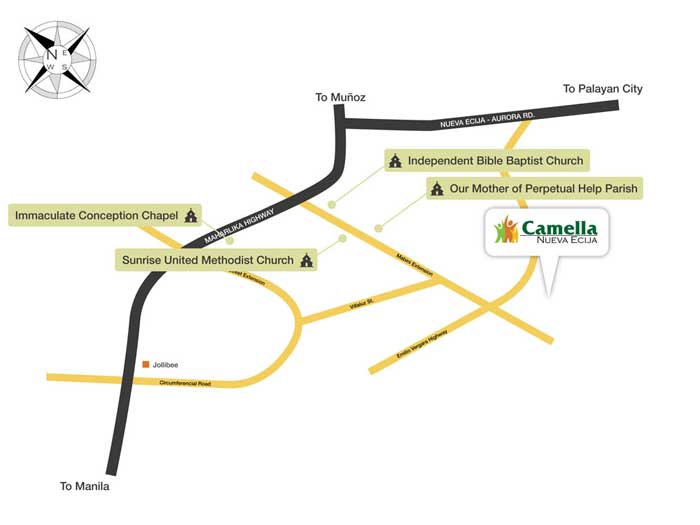 N
E
W
S
To Muñoz
To Palayan City
NUEVA ECIJA - AURORA RD.
Independent Bible Baptist Church
Our Mother of Perpetual Help Parish
Immaculate Conception Chapel
MAHARLIKA HIGHWAY
Camella
NUEVA ECIJA
Sunrise United Methodist Church
Extension
Mabini Extension
Villaluz St.
Emilio Vergara Highway
Jollibee
Circumferencial Road
To Manila